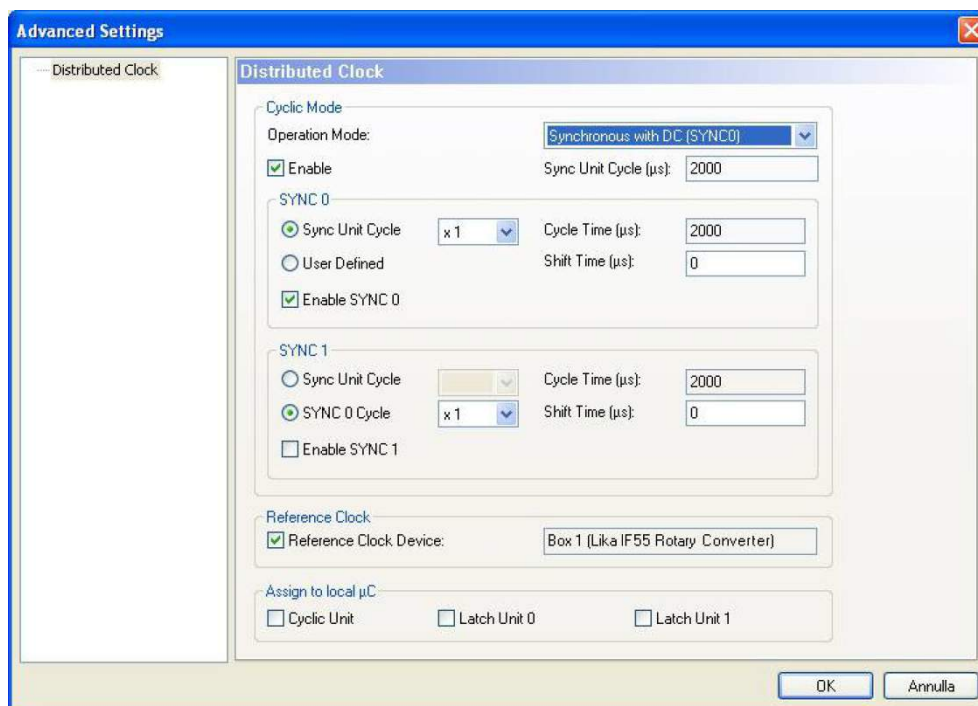 Advanced Settings
Distributed Clock
Distributed Clock
Cyclic Mode
Operation Mode: Synchronous with DC (SYNC0)
Enable Sync Unit Cycle (µs): 2000
SYNC 0
Sync Unit Cycle x 1 Cycle Time (µs): 2000
User Defined Shift Time (µs): 0
Enable SYNC 0
SYNC 1
Sync Unit Cycle Cycle Time (µs): 2000
SYNC 0 Cycle x 1 Shift Time (µs): 0
Enable SYNC 1
Reference Clock
Reference Clock Device: Box 1 (Lika IF55 Rotary Converter)
Assign to local µC
Cyclic Unit Latch Unit 0 Latch Unit 1
OK Annulla